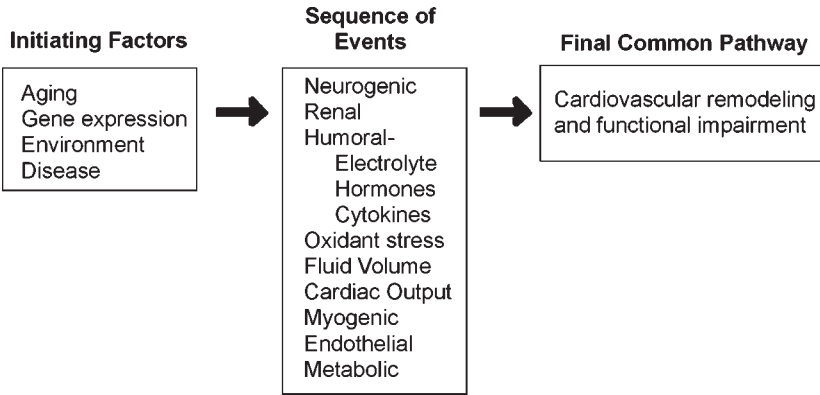 Initiating Factors
Aging
Gene expression
Environment
Disease
Sequence of
Events
Neurogenic
Renal
Humoral-
Electrolyte
Hormones
Cytokines
Oxidant stress
Fluid Volume
Cardiac Output
Myogenic
Endothelial
Metabolic
Final Common Pathway
Cardiovascular remodeling
and functional impairment